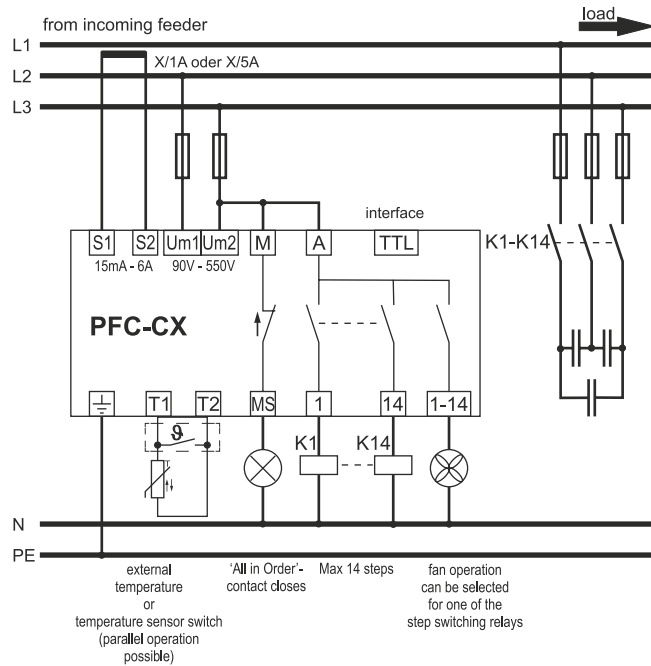 from incoming feeder
load
L1
X/1A oder X/5A
L2
L3
interface
S1 S2 Um1 Um2 M A TTL
K1-K14
15mA - 6A 90V - 550V
PFC-CX
T1 T2 MS 1 14 1-14
ϑ
K1 K14
N
PE
external
temperature
or
temperature sensor switch
(parallel operation
possible)
'All in Order'-
contact closes
Max 14 steps
fan operation
can be selected
for one of the
step switching relays